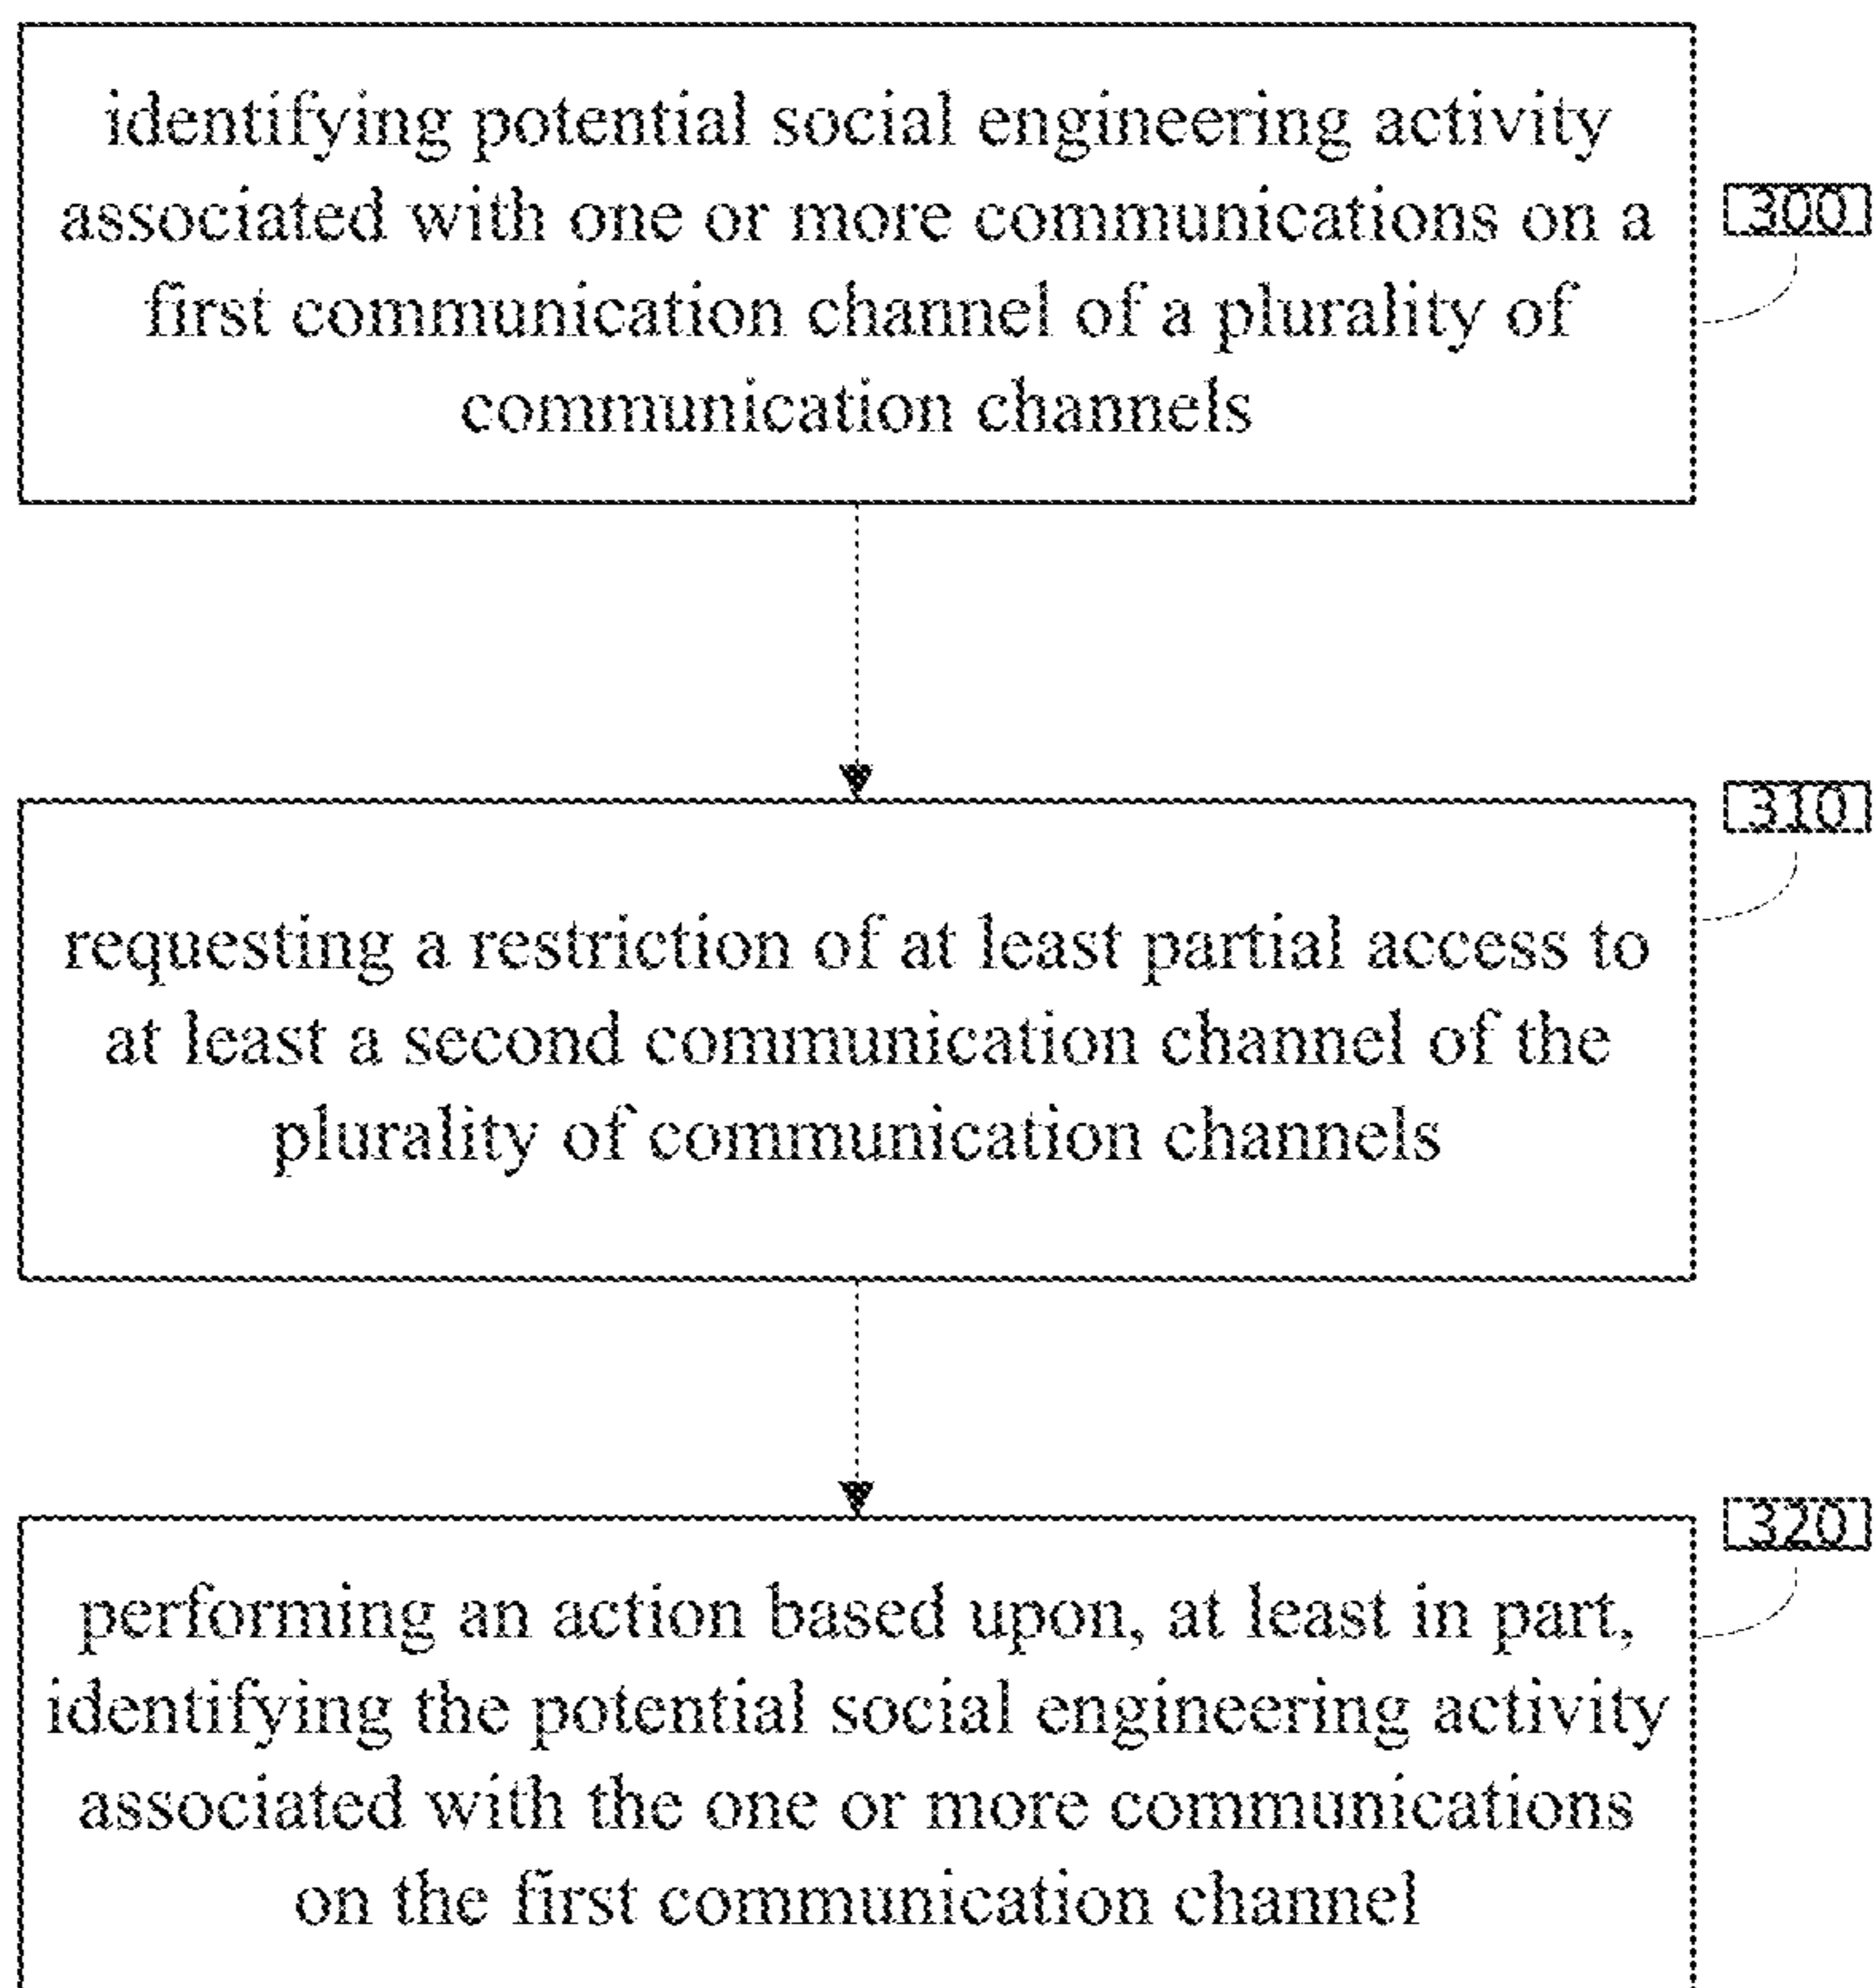 identifying potential social engineering activity
associated with one or more communications on a
first communication channel of a plurality of
communication channels
300
310
requesting a restriction of at least partial access to
at least a second communication channel of the
plurality of communication channels
320
performing an action based upon, at least in part,
identifying the potential social engineering activity
associated with the one or more communications
on the first communication channel